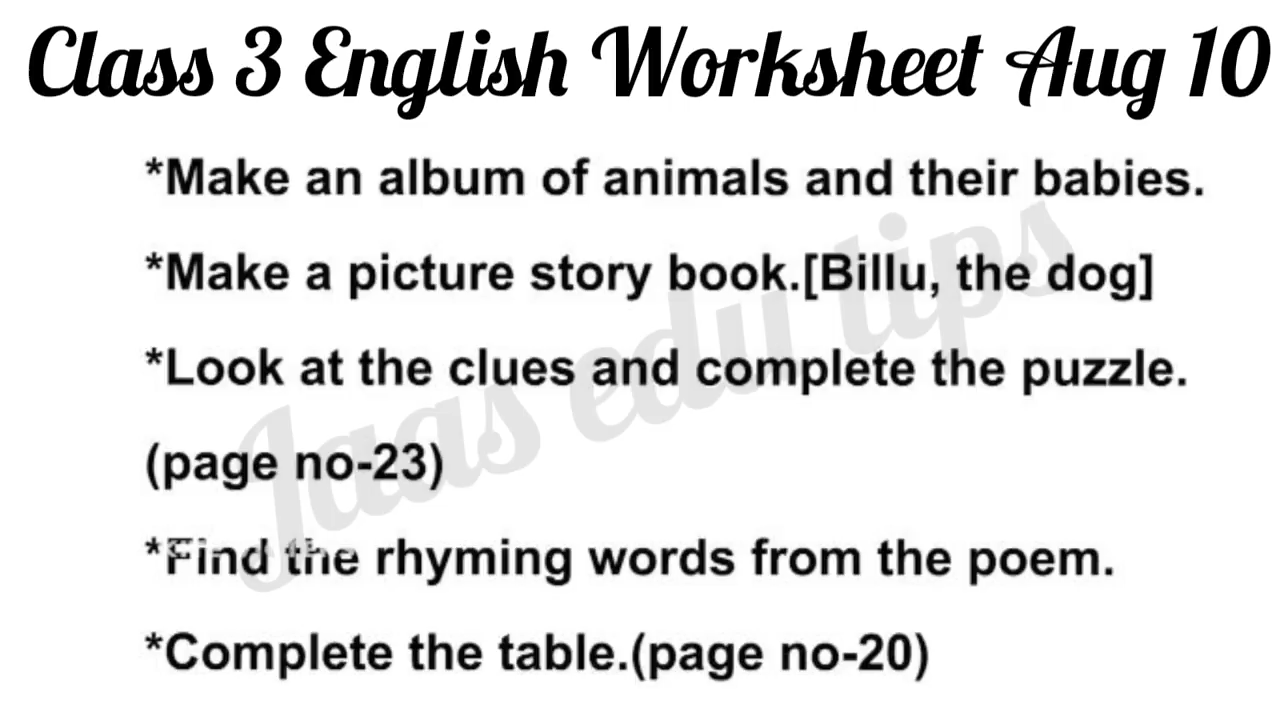 Class 3 English Worksheet Aug 10
*Make an album of animals and their babies.
*Make a picture story book.[Billu, the dog]
*Look at the clues and complete the puzzle.
(page no-23)
*Find the rhyming words from the poem.
*Complete the table.(page no-20)
Jaas edu tips